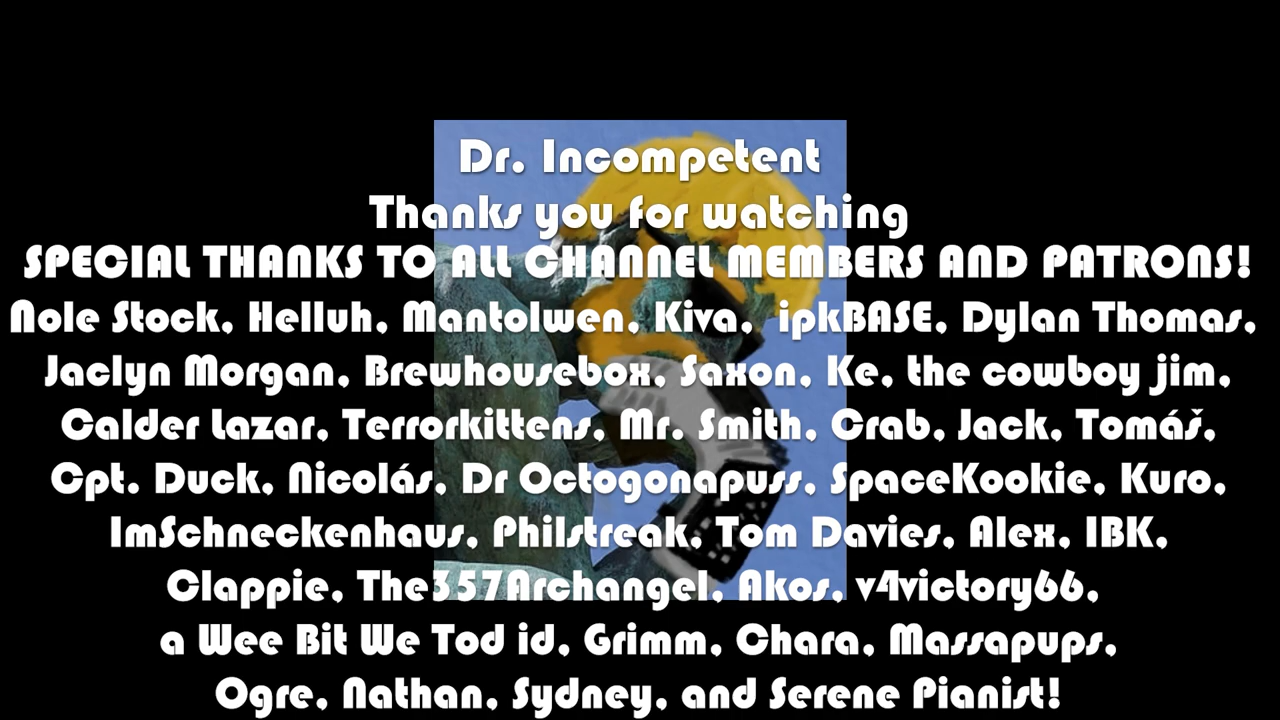 Dr. Incompetent
Thanks you for watching
SPECIAL THANKS TO ALL CHANNEL MEMBERS AND PATRONS!
Nole Stock, Helluh, Mantolwen, Kiva,  ipkBASE, Dylan Thomas,
Jaclyn Morgan, Brewhousebox, Saxon, Ke, the cowboy jim,
Calder Lazar, Terrorkittens, Mr. Smith, Crab, Jack, Tomáš,
Cpt. Duck, Nicolás, Dr Octogonapuss, SpaceKookie, Kuro,
ImSchneckenhaus, Philstreak, Tom Davies, Alex, IBK,
Clappie, The357Archangel, Akos, v4victory66,
a Wee Bit We Tod id, Grimm, Chara, Massapups,
Ogre, Nathan, Sydney, and Serene Pianist!